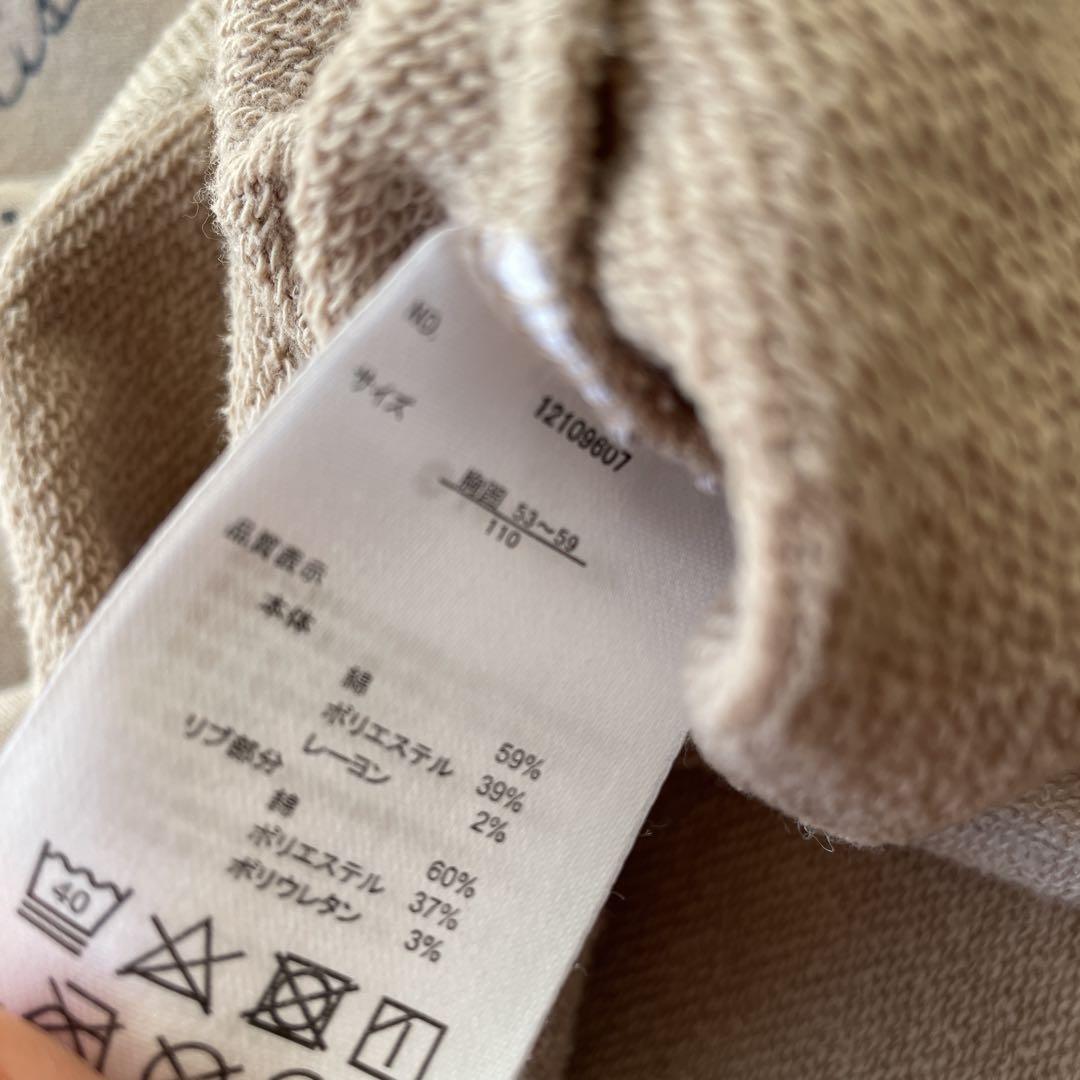 NO.
12109607
サイズ
胸囲 53～59
110
品質表示
本体
綿 59%
ポリエステル 39%
レーヨン 2%
リブ部分
綿 60%
ポリエステル 37%
ポリウレタン 3%
40